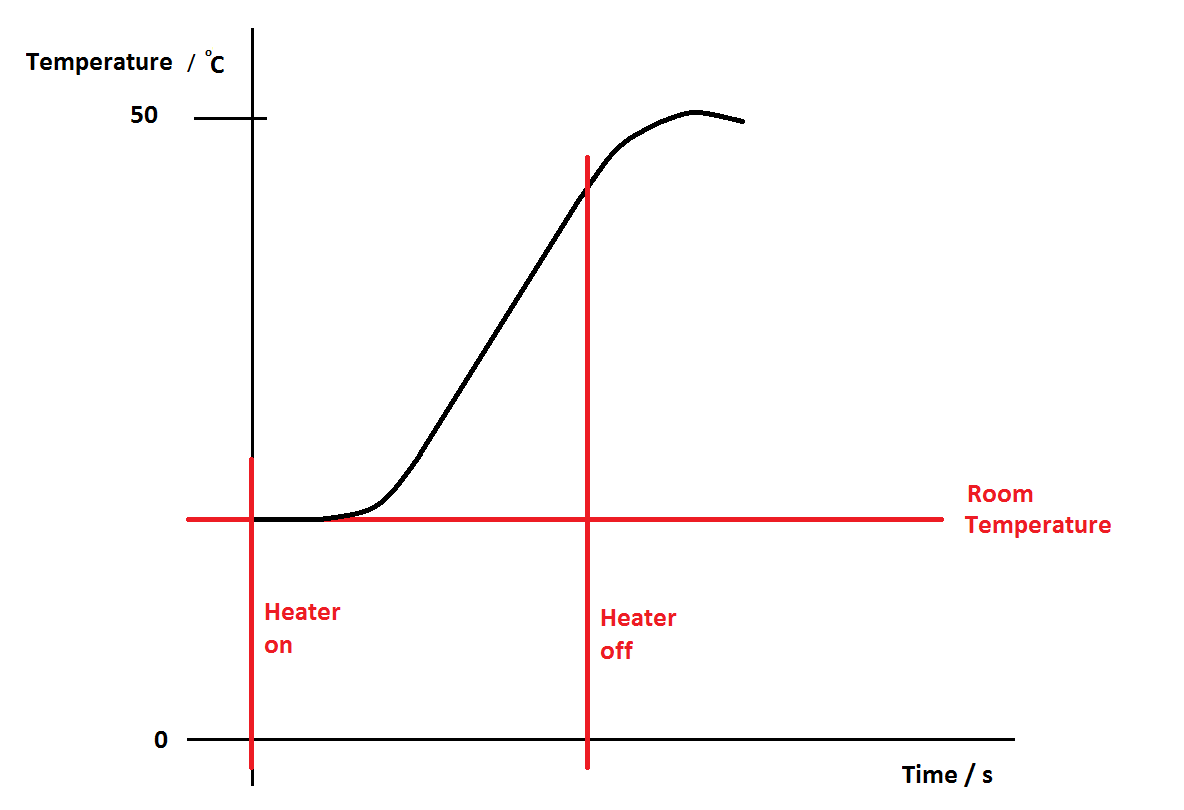 Temperature / °C
50
Room
Temperature
Heater
on
Heater
off
0
Time / s